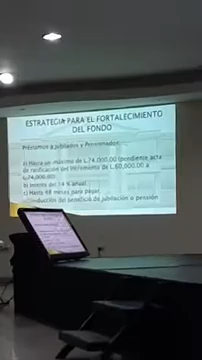 ESTRATEGIA PARA EL FORTALECIMIENTO
DEL FONDO
Préstamos a Jubilados y Pensionados:
a) Hasta un máximo de L.74,000.00 (pendiente acta
de ratificación del incremento de L.60,000.00 a
L.74,000.00)
b) Interés del 14 % anual
c) Hasta 48 meses para pagar
deducción del beneficio de jubilación o pensión